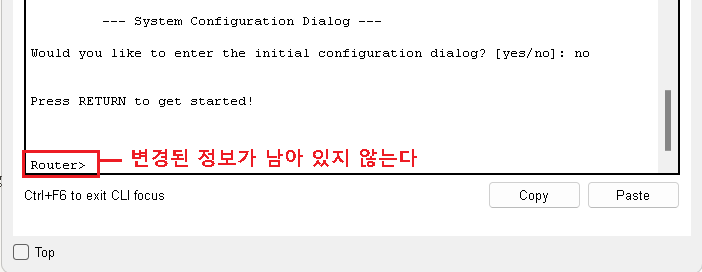 --- System Configuration Dialog ---
Would you like to enter the initial configuration dialog? [yes/no]: no
Press RETURN to get started!
Router>
변경된 정보가 남아 있지 않는다
Ctrl+F6 to exit CLI focus
Copy
Paste
Top